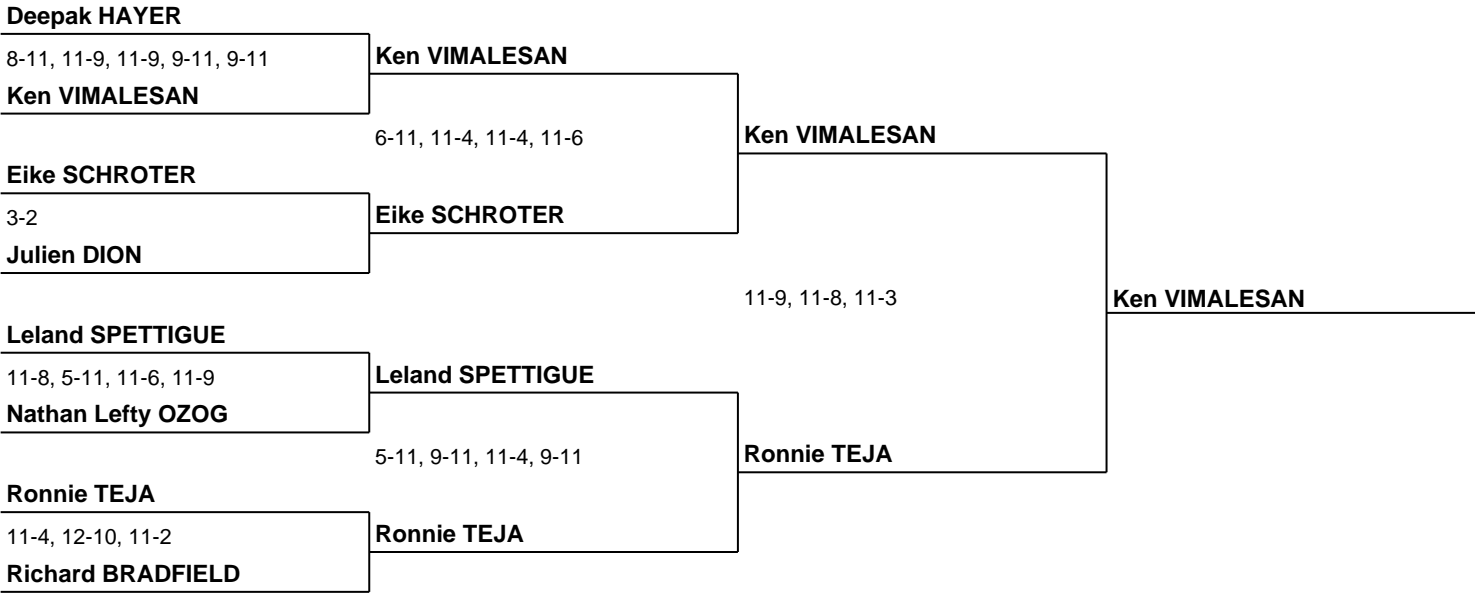 Deepak HAYER
8-11, 11-9, 11-9, 9-11, 9-11
Ken VIMALESAN
Ken VIMALESAN
6-11, 11-4, 11-4, 11-6
Ken VIMALESAN
Eike SCHROTER
3-2
Eike SCHROTER
Julien DION
11-9, 11-8, 11-3
Ken VIMALESAN
Leland SPETTIGUE
11-8, 5-11, 11-6, 11-9
Leland SPETTIGUE
Nathan Lefty OZOG
5-11, 9-11, 11-4, 9-11
Ronnie TEJA
Ronnie TEJA
11-4, 12-10, 11-2
Ronnie TEJA
Richard BRADFIELD